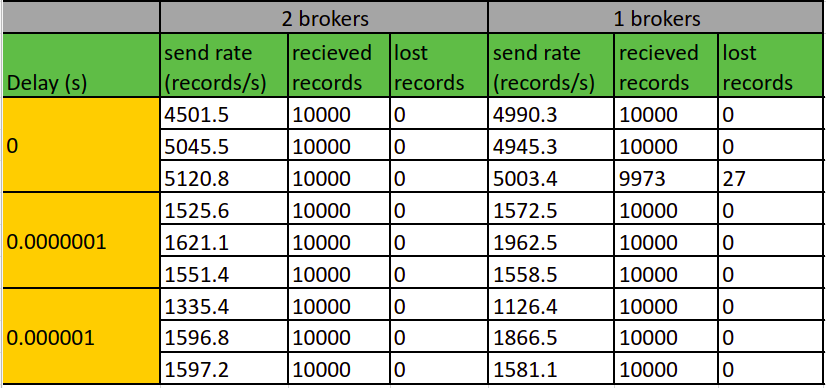 2 brokers 1 brokers
Delay (s) send rate (records/s) recieved records lost records send rate (records/s) recieved records lost records
0 4501.5 10000 0 4990.3 10000 0
5045.5 10000 0 4945.3 10000 0
5120.8 10000 0 5003.4 9973 27
0.0000001 1525.6 10000 0 1572.5 10000 0
1621.1 10000 0 1962.5 10000 0
1551.4 10000 0 1558.5 10000 0
0.000001 1335.4 10000 0 1126.4 10000 0
1596.8 10000 0 1866.5 10000 0
1597.2 10000 0 1581.1 10000 0